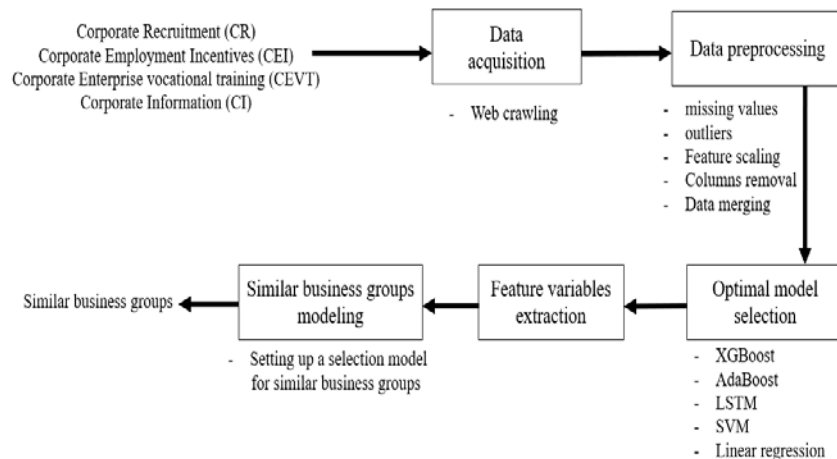 Corporate Recruitment (CR)
Corporate Employment Incentives (CEI)
Corporate Enterprise vocational training (CEVT)
Corporate Information (CI)
Data
acquisition
- Web crawling
Data preprocessing
- missing values
- outliers
- Feature scaling
- Columns removal
- Data merging
Optimal model
selection
- XGBoost
- AdaBoost
- LSTM
- SVM
- Linear regression
Feature variables
extraction
Similar business groups
modeling
- Setting up a selection model
for similar business groups
Similar business groups